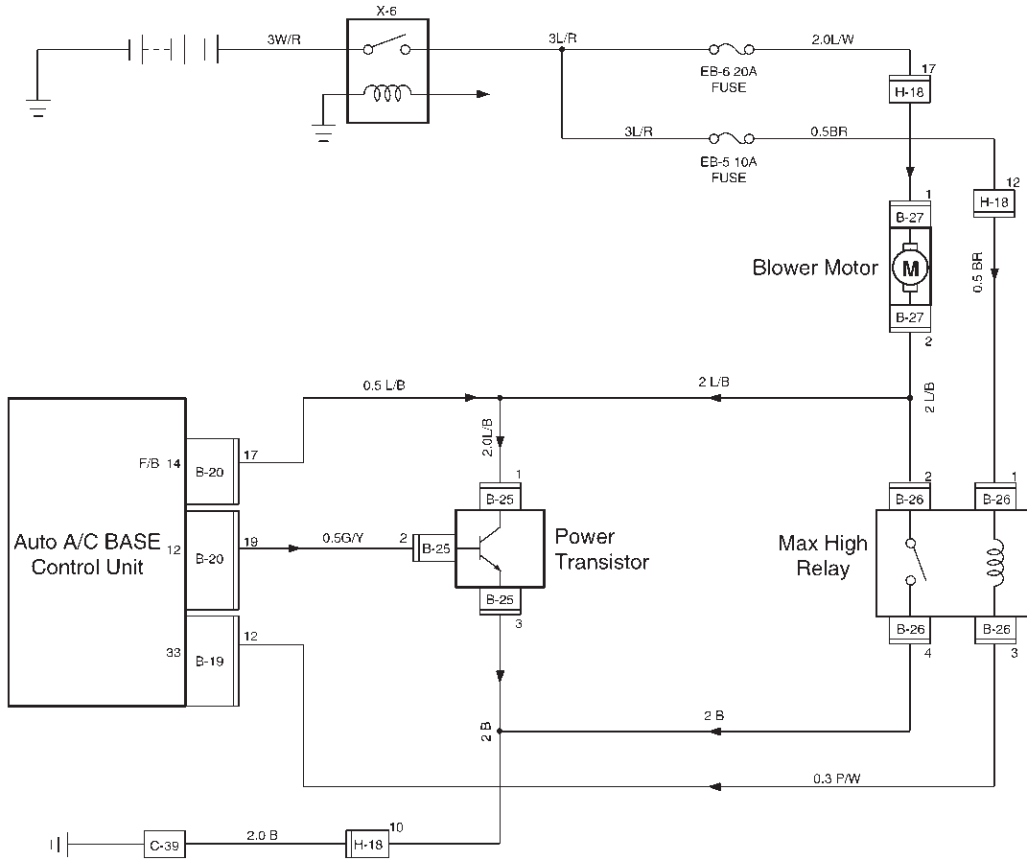 X-6
3W/R
3L/R
2.0L/W
EB-6 20A
FUSE
17
H-18
3L/R
0.5BR
EB-5 10A
FUSE
12
H-18
1
B-27
Blower Motor
M
0.5 BR
B-27
2
0.5 L/B
2 L/B
2 L/B
2.0L/B
F/B 14
B-20
17
1
B-25
2
B-26
1
B-26
Auto A/C BASE
Control Unit
12
B-20
19
0.5G/Y
2
B-25
Power
Transistor
Max High
Relay
B-25
3
B-26
4
B-26
3
33
B-19
12
2 B
2 B
0.3 P/W
C-39
2.0 B
H-18
10